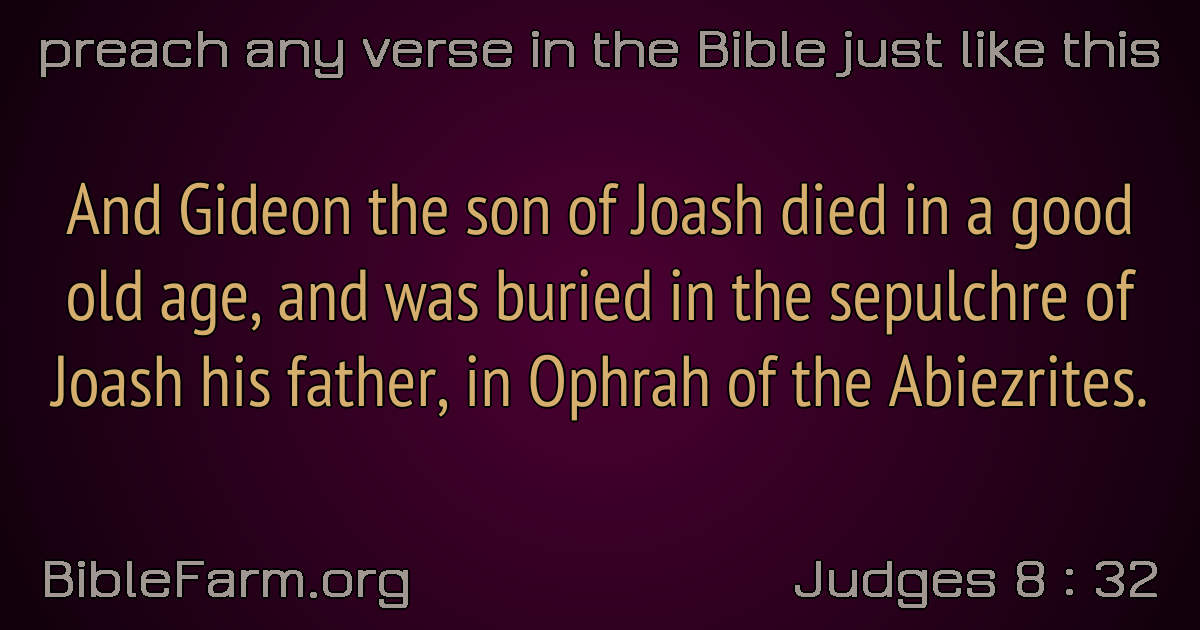 preach any verse in the Bible just like this
And Gideon the son of Joash died in a good
old age, and was buried in the sepulchre of
Joash his father, in Ophrah of the Abiezrites.
BibleFarm.org
Judges 8 : 32